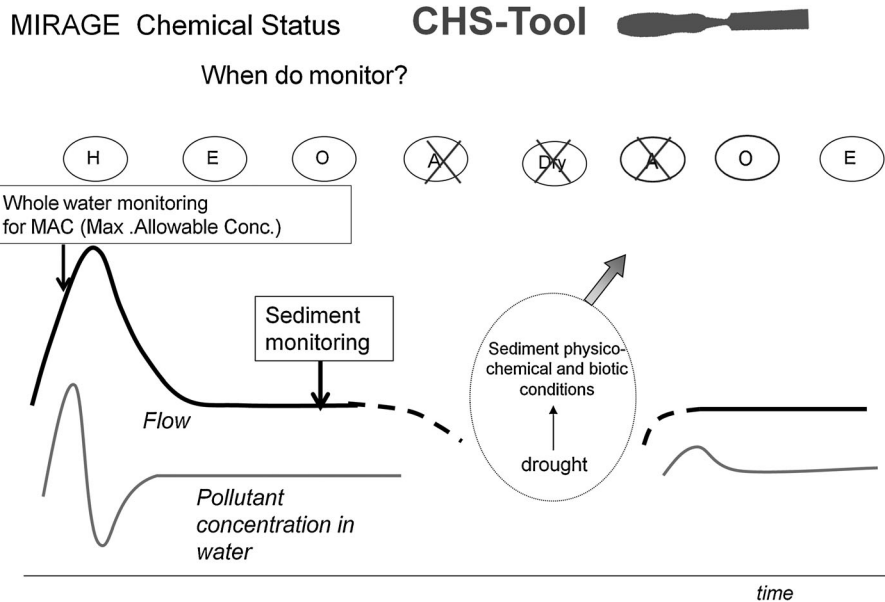 MIRAGE Chemical Status CHS-Tool
When do monitor?
H E O A Dry A O E
Whole water monitoring
for MAC (Max .Allowable Conc.)
Sediment
monitoring
Sediment physico-
chemical and biotic
conditions
drought
Flow
Pollutant
concentration in
water
time